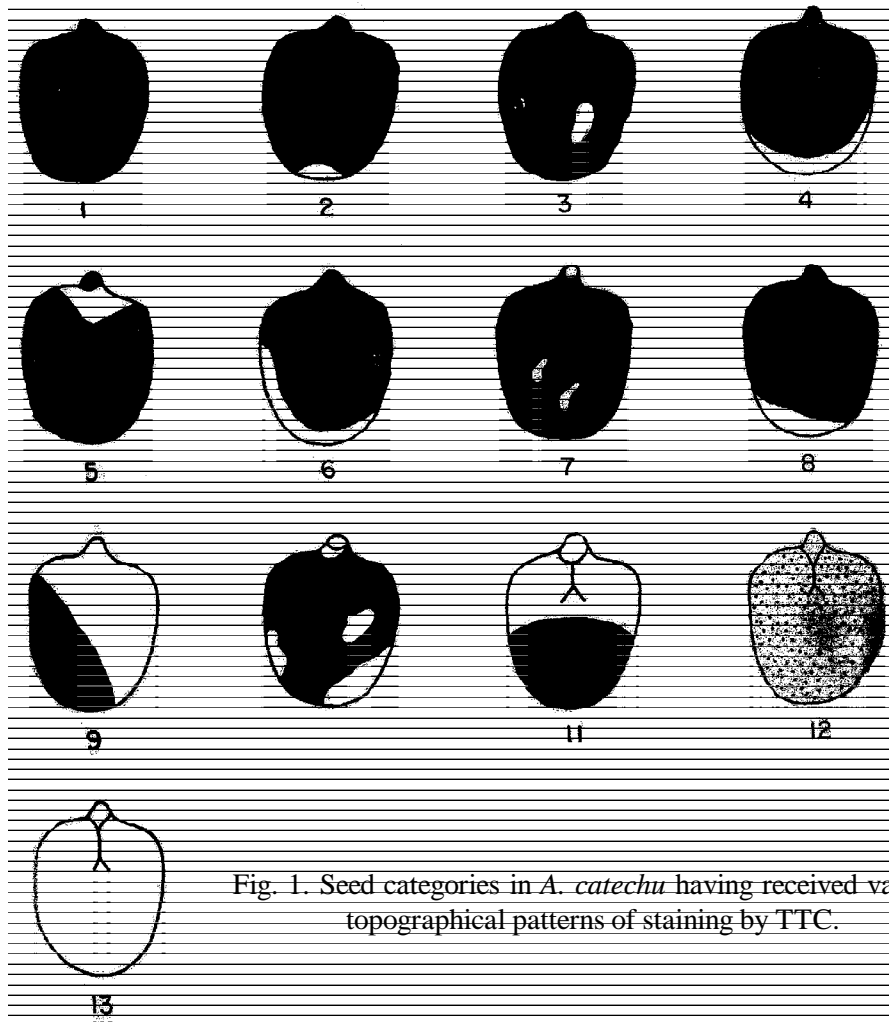 1 2 3 4
5 6 7 8
9 11 12
Fig. 1. Seed categories in A. catechu having received va
topographical patterns of staining by TTC.
13